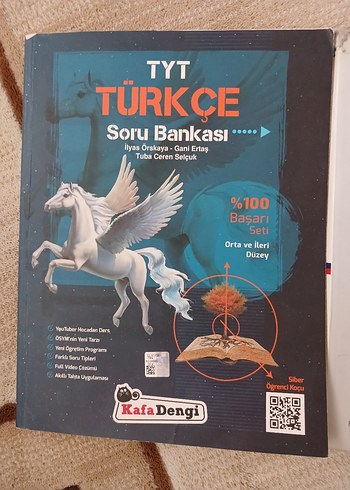 TYT
TÜRKÇE
Soru Bankası
İlyas Örskaya - Gani Ertaş
Tuba Ceren Selçuk
%100
Başarı
Seti
Orta ve İleri
Düzey
YouTuber Hocadan Ders
ÖSYM'nin Yeni Tarzı
Yeni Öğretim Programı
Farklı Soru Tipleri
Full Video Çözümü
Akıllı Tahta Uygulaması
Siber
Öğrenci Koçu
KafaDengi